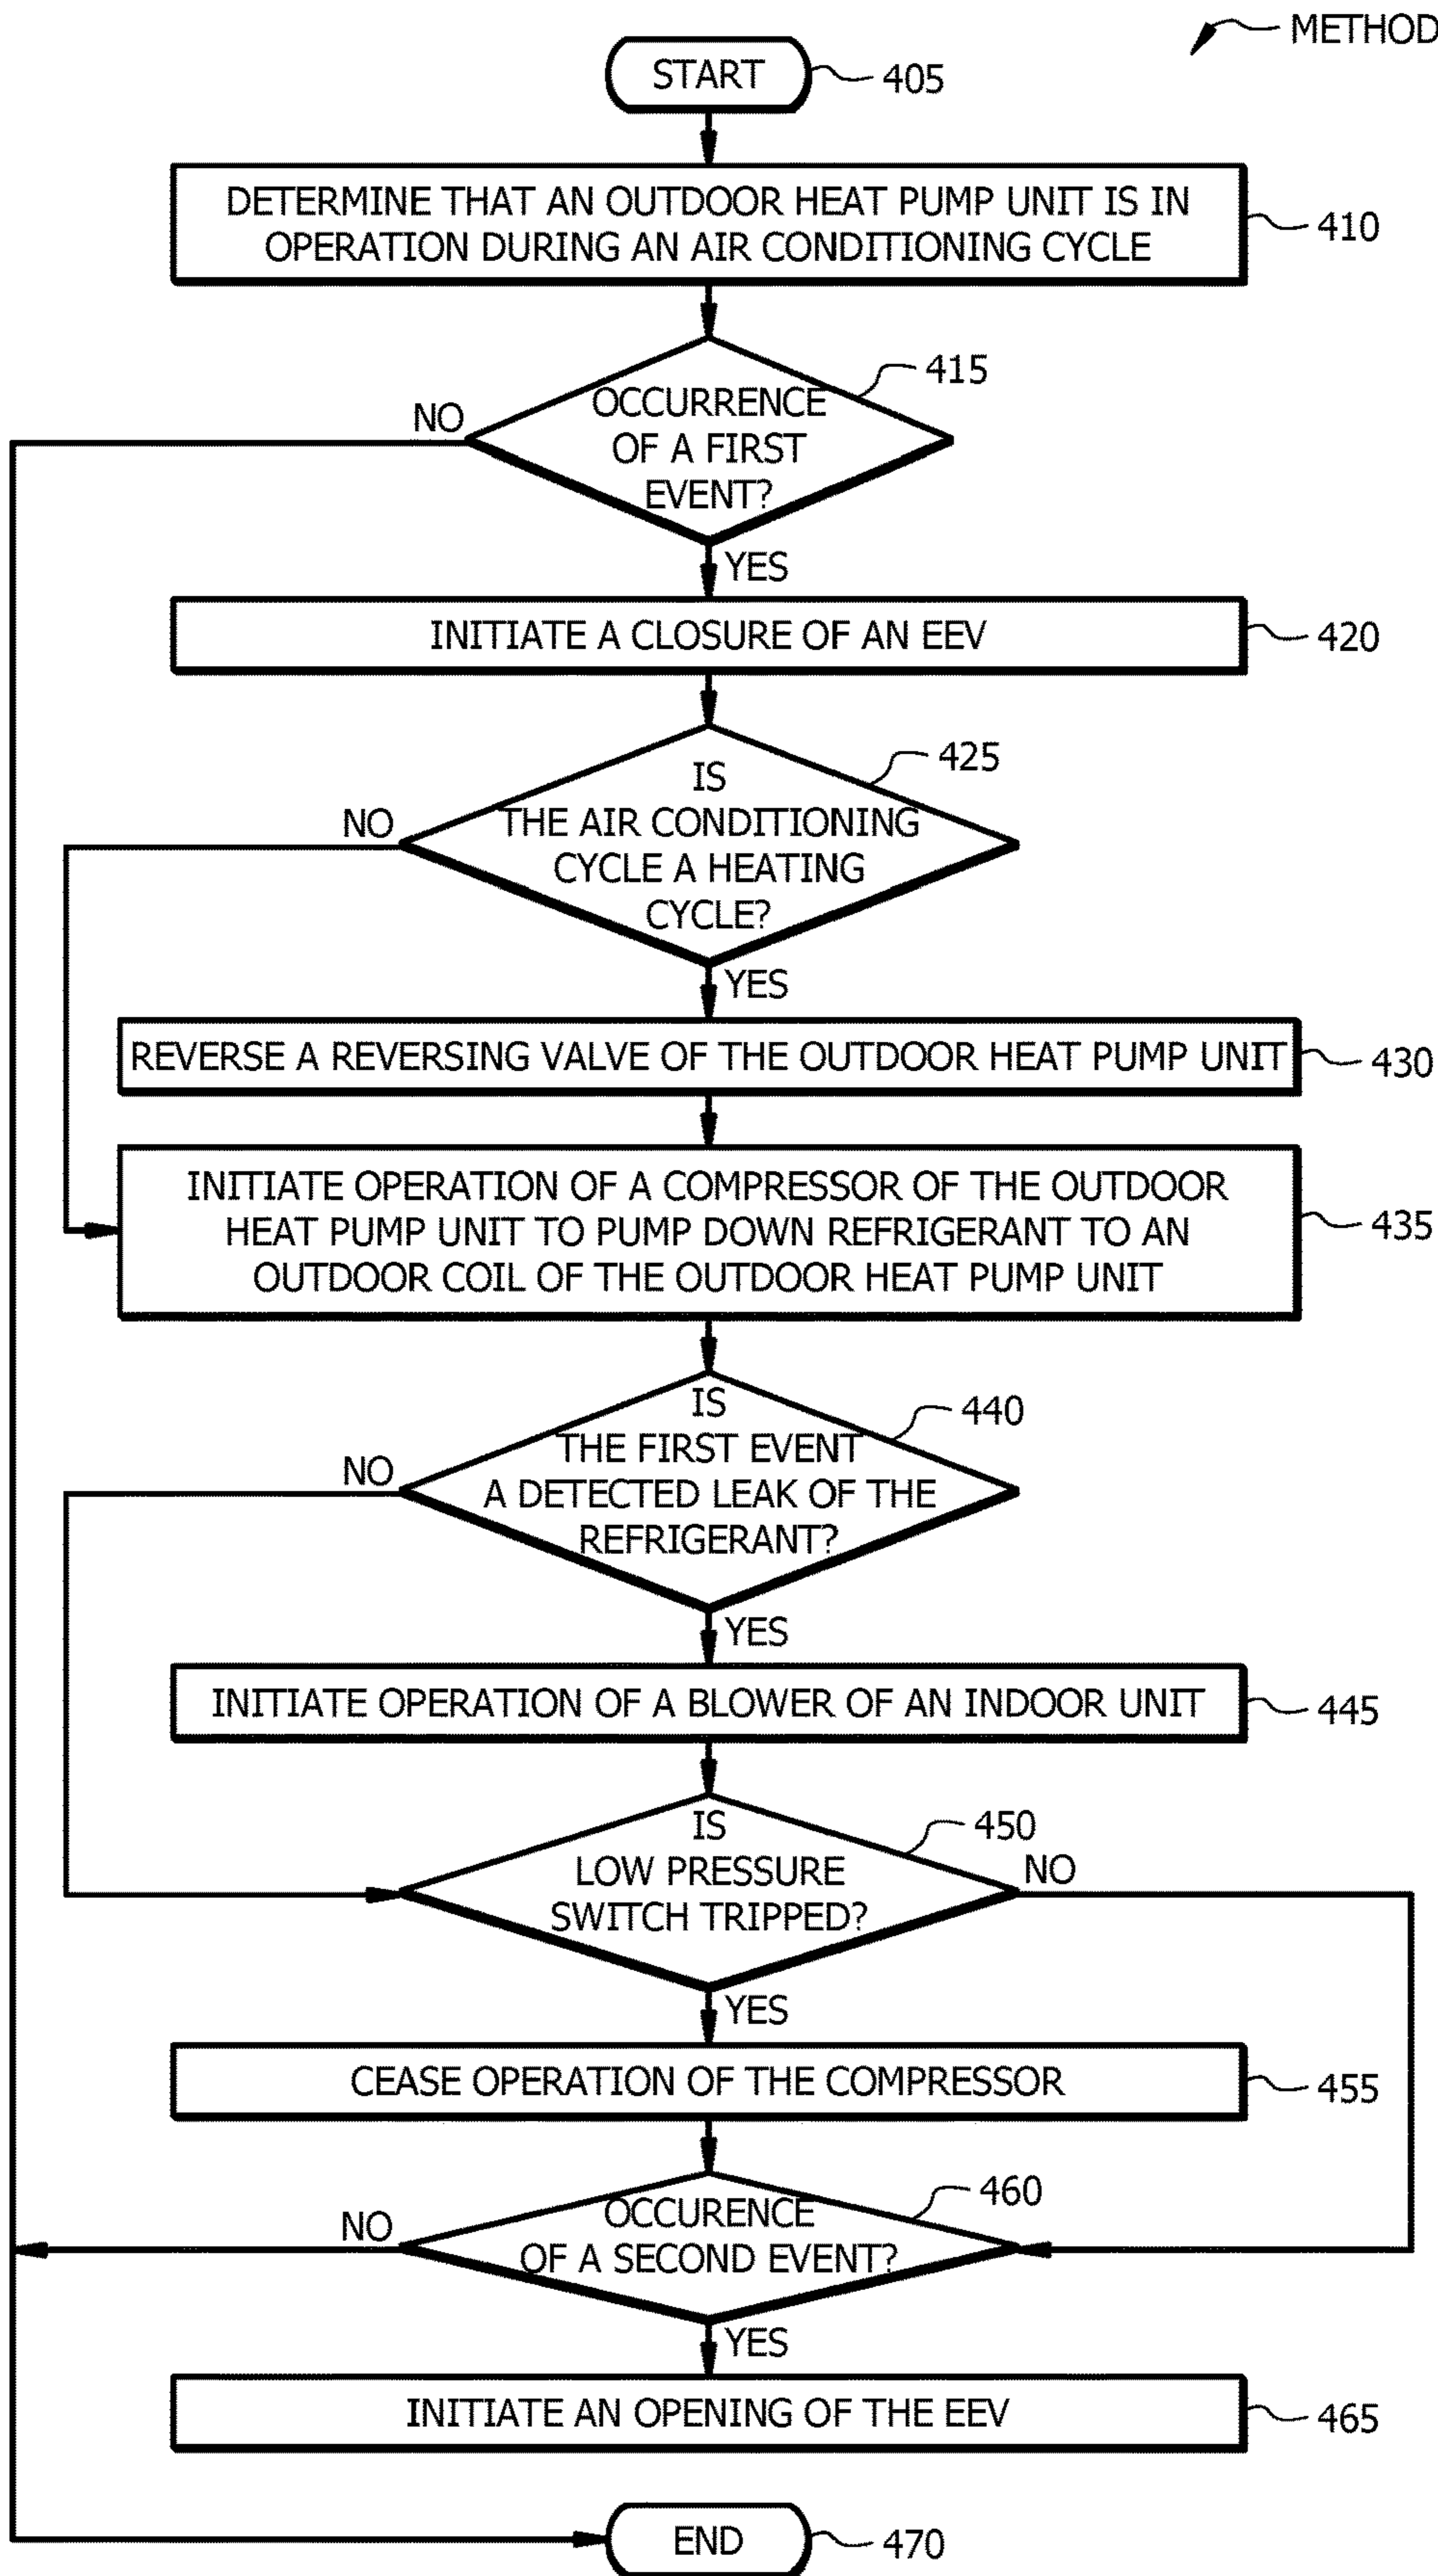 METHOD
START
405
DETERMINE THAT AN OUTDOOR HEAT PUMP UNIT IS IN
OPERATION DURING AN AIR CONDITIONING CYCLE
410
415
OCCURRENCE
OF A FIRST
EVENT?
NO
YES
INITIATE A CLOSURE OF AN EEV
420
425
IS
THE AIR CONDITIONING
CYCLE A HEATING
CYCLE?
NO
YES
REVERSE A REVERSING VALVE OF THE OUTDOOR HEAT PUMP UNIT
430
INITIATE OPERATION OF A COMPRESSOR OF THE OUTDOOR
HEAT PUMP UNIT TO PUMP DOWN REFRIGERANT TO AN
OUTDOOR COIL OF THE OUTDOOR HEAT PUMP UNIT
435
440
IS
THE FIRST EVENT
A DETECTED LEAK OF THE
REFRIGERANT?
NO
YES
INITIATE OPERATION OF A BLOWER OF AN INDOOR UNIT
445
450
IS
LOW PRESSURE
SWITCH TRIPPED?
NO
YES
CEASE OPERATION OF THE COMPRESSOR
455
460
OCCURENCE
OF A SECOND EVENT?
NO
YES
INITIATE AN OPENING OF THE EEV
465
END
470